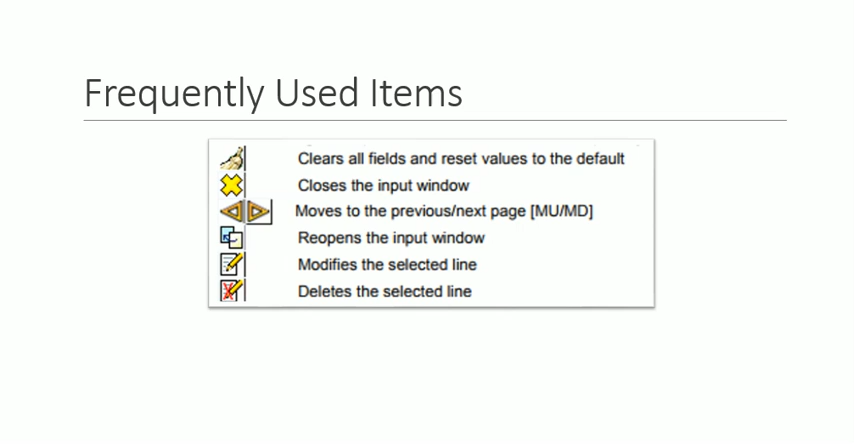 Frequently Used Items
Clears all fields and reset values to the default
Closes the input window
Moves to the previous/next page [MU/MD]
Reopens the input window
Modifies the selected line
Deletes the selected line